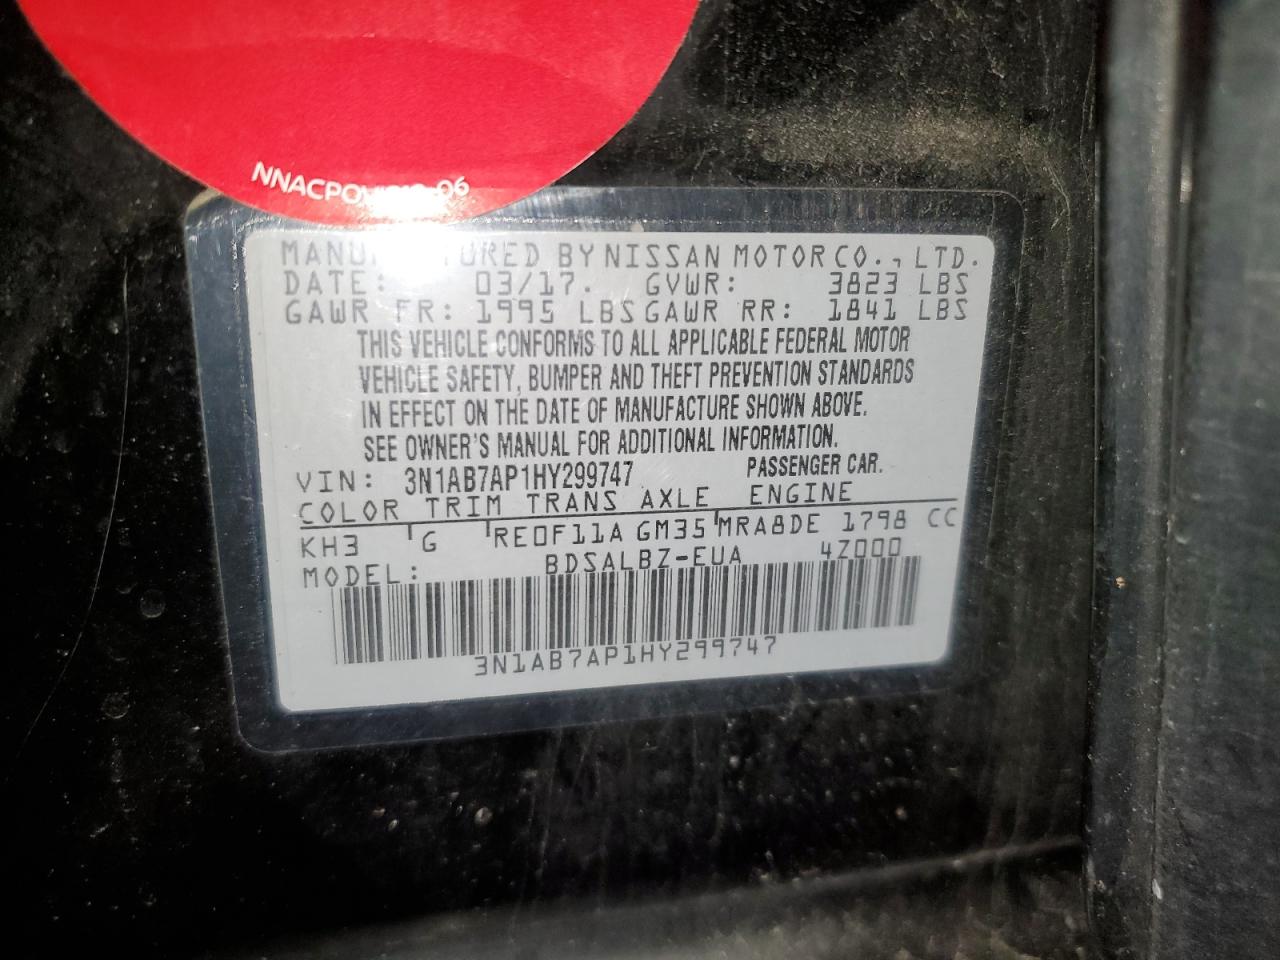 NNACPOV 06
MANU TURED BY NISSAN MOTOR CO., LTD.
DATE: 03/17. GVWR: 3823 LBS
GAWR FR: 1995 LBS GAWR RR: 1841 LBS
THIS VEHICLE CONFORMS TO ALL APPLICABLE FEDERAL MOTOR
VEHICLE SAFETY, BUMPER AND THEFT PREVENTION STANDARDS
IN EFFECT ON THE DATE OF MANUFACTURE SHOWN ABOVE.
SEE OWNER'S MANUAL FOR ADDITIONAL INFORMATION.
VIN: 3N1AB7AP1HY299747 PASSENGER CAR.
COLOR TRIM TRANS AXLE ENGINE
KH3 G RE0F11A GM35 MRA8DE 1798 CC
MODEL: BDSALBZ-EUA 4Z000
3N1AB7AP1HY299747